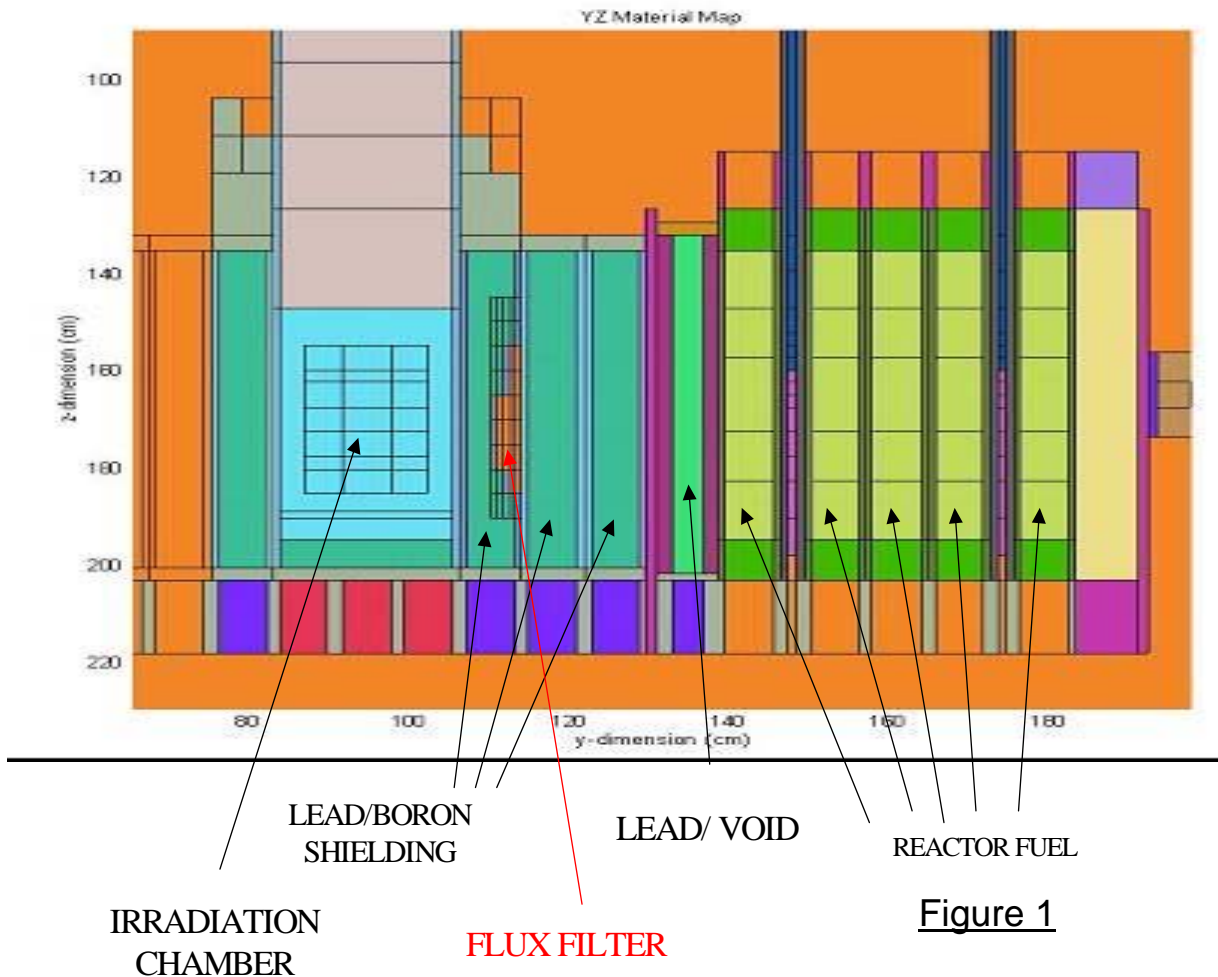 YZ Material Map
100
120
140
160
180
200
220
z-dimension (cm)
80
100
120
140
160
180
y-dimension (cm)
LEAD/BORON
SHIELDING
LEAD/ VOID
REACTOR FUEL
IRRADIATION
CHAMBER
FLUX FILTER
Figure 1